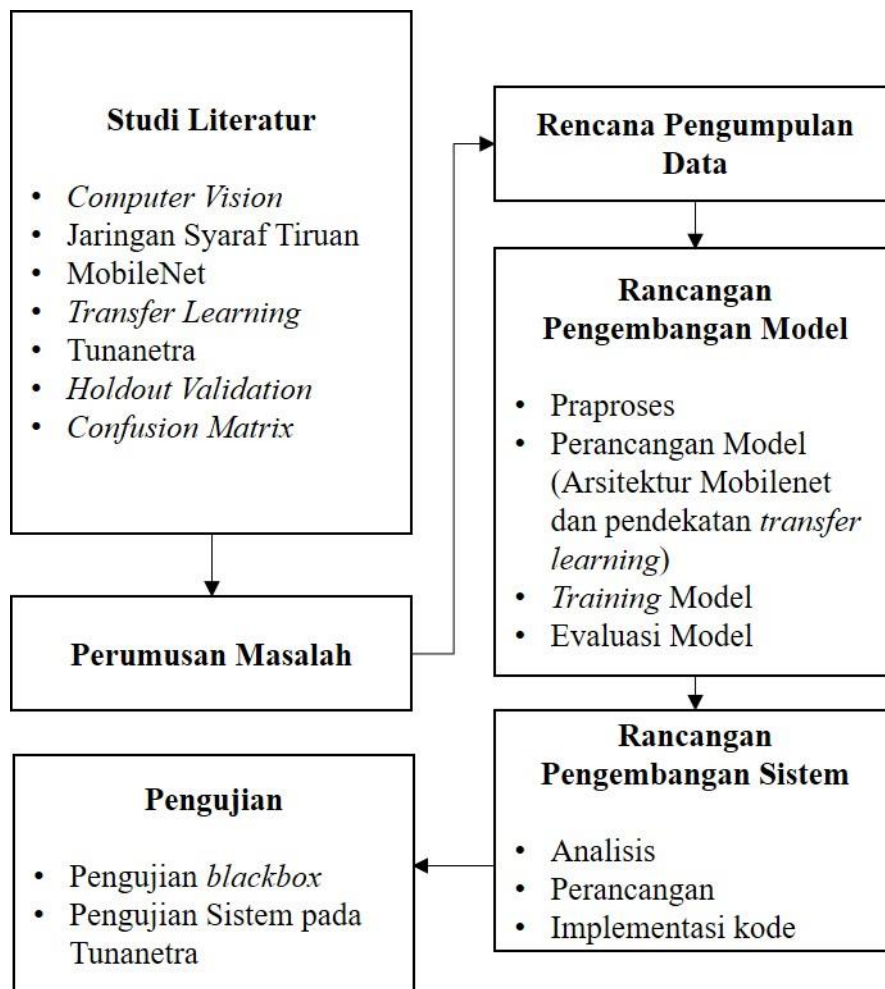 Studi Literatur
• Computer Vision
• Jaringan Syaraf Tiruan
• MobileNet
• Transfer Learning
• Tunanetra
• Holdout Validation
• Confusion Matrix
Perumusan Masalah
Rencana Pengumpulan
Data
Rancangan
Pengembangan Model
• Praproses
• Perancangan Model
(Arsitektur Mobilenet
dan pendekatan transfer
learning)
• Training Model
• Evaluasi Model
Rancangan
Pengembangan Sistem
• Analisis
• Perancangan
• Implementasi kode
Pengujian
• Pengujian blackbox
• Pengujian Sistem pada
Tunanetra